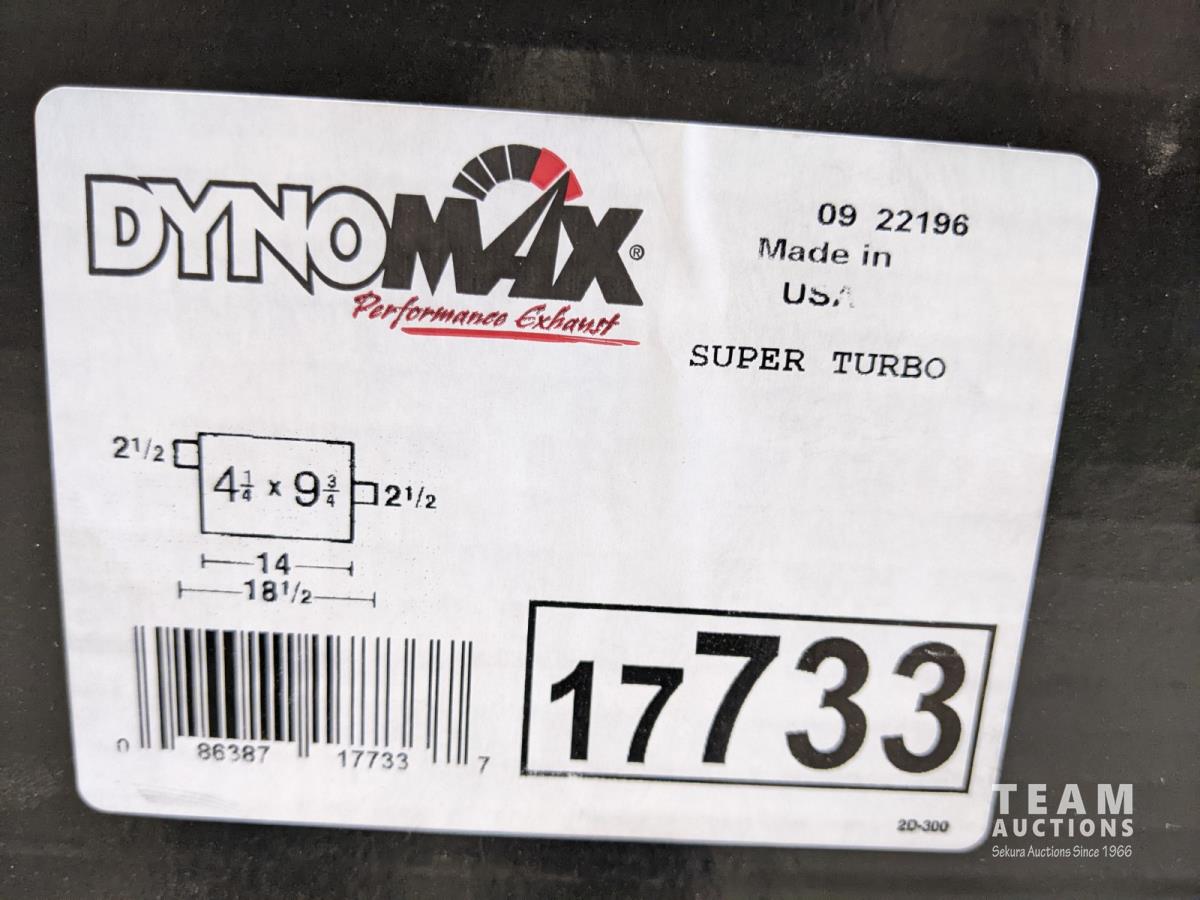 DYNOMAX®
Performance Exhaust
09 22196
Made in
USA
SUPER TURBO
2 1/2
4 1/4 x 9 3/4
2 1/2
14
18 1/2
0 86387 17733 7
17733
2D-300
TEAM
AUCTIONS
Sekura Auctions Since 1966